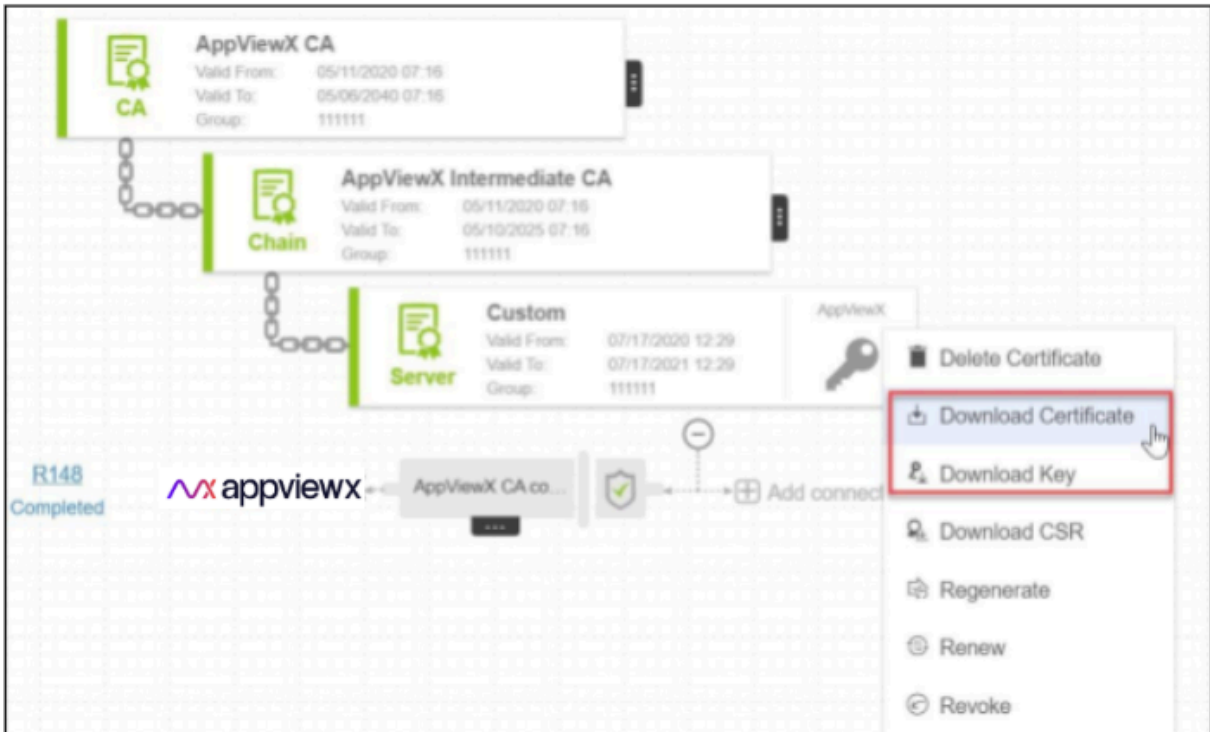 AppViewX CA
Valid From: 05/11/2020 07:16
Valid To: 05/06/2040 07:16
Group: 111111
CA
AppViewX Intermediate CA
Valid From: 05/11/2020 07:16
Valid To: 05/10/2025 07:16
Group: 111111
Chain
Custom
Valid From: 07/17/2020 12:29
Valid To: 07/17/2021 12:29
Group: 111111
Server
AppViewX
Delete Certificate
Download Certificate
Download Key
Download CSR
Regenerate
Renew
Revoke
R148
Completed
appviewx
AppViewX CA co...
Add connect